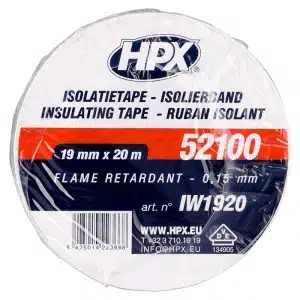 HPX
ISOLATIETAPE - ISOLIERBAND
INSULATING TAPE - RUBAN ISOLANT
19 mm x 20 m
52100
FLAME RETARDANT - 0,15 mm
art. n° IW1920
WWW.HPX.EU
T +32 3 710 19 19
INFO@HPX.EU
134905